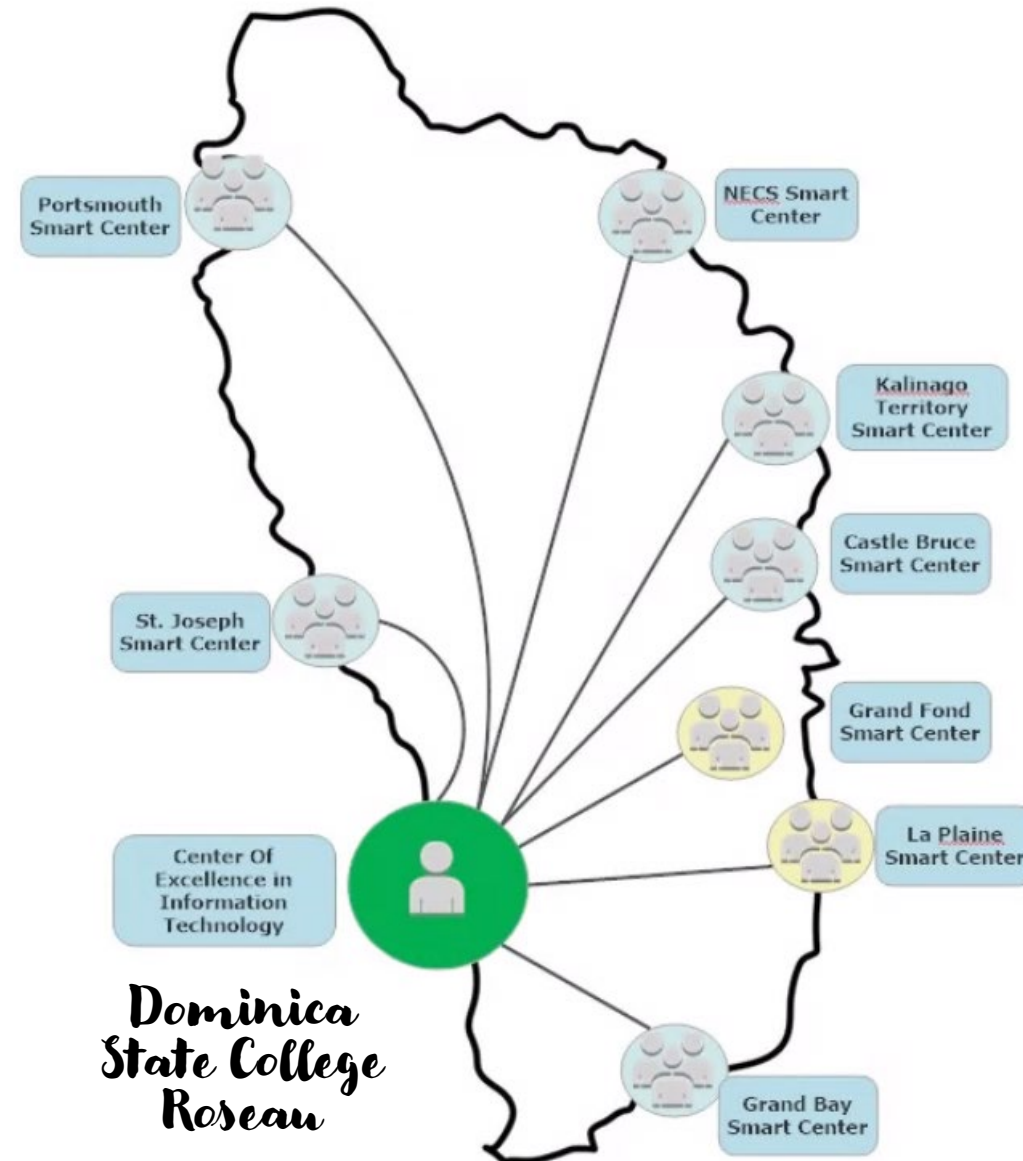 Portsmouth
Smart Center
NECS Smart
Center
Kalinago
Territory
Smart Center
Castle Bruce
Smart Center
St. Joseph
Smart Center
Grand Fond
Smart Center
La Plaine
Smart Center
Center Of
Excellence in
Information
Technology
Dominica
State College
Roseau
Grand Bay
Smart Center